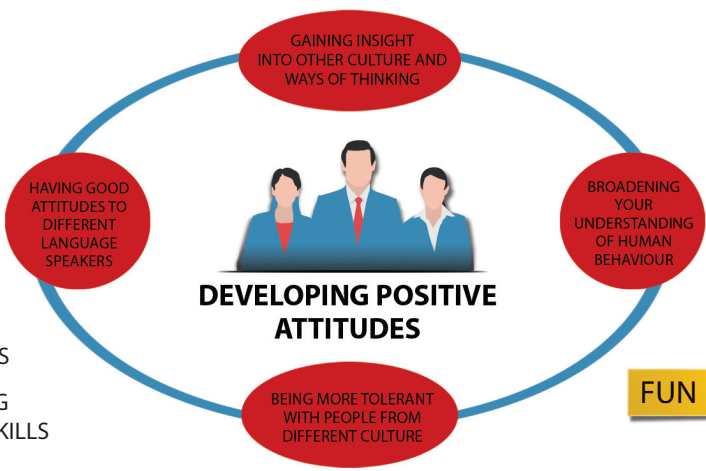 GAINING INSIGHT
INTO OTHER CULTURE AND
WAYS OF THINKING
HAVING GOOD
ATTITUDES TO
DIFFERENT
LANGUAGE
SPEAKERS
BROADENING
YOUR
UNDERSTANDING
OF HUMAN
BEHAVIOUR
DEVELOPING POSITIVE
ATTITUDES
BEING MORE TOLERANT
WITH PEOPLE FROM
DIFFERENT CULTURE
S
G
KILLS
FUN